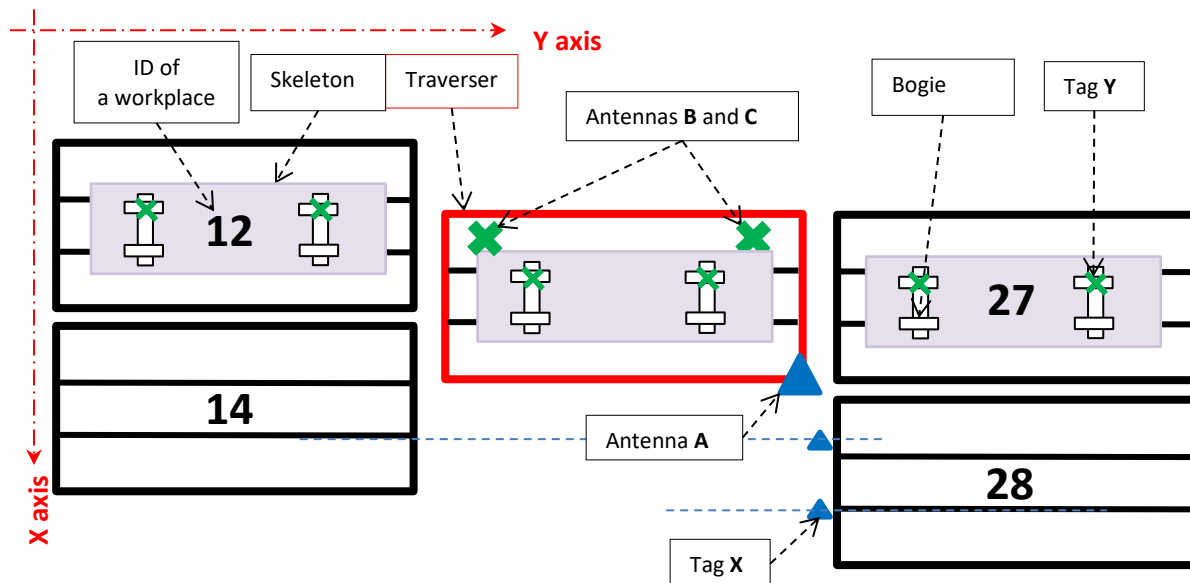 Y axis
ID of
a workplace
Skeleton
Traverser
Antennas B and C
Bogie
Tag Y
12
27
14
Antenna A
28
Tag X
X axis